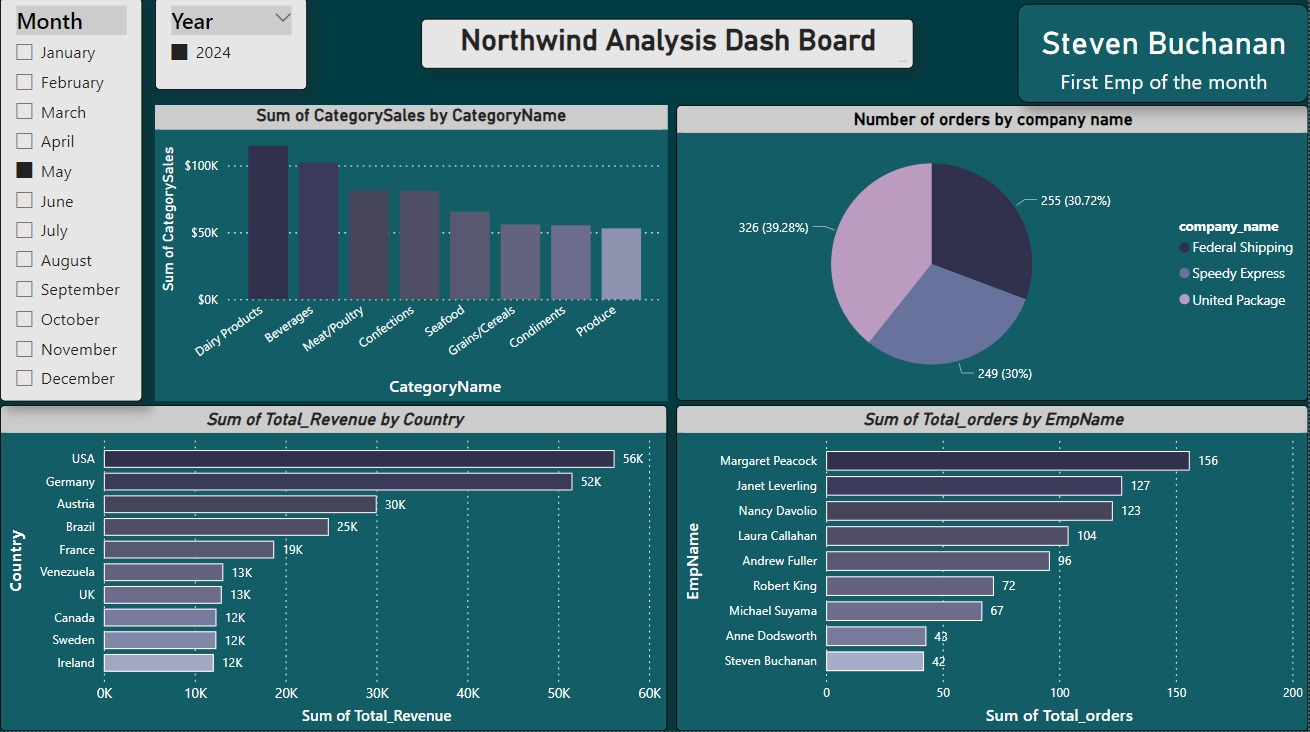 Month
January
February
March
April
May
June
July
August
September
October
November
December
Year
2024
Northwind Analysis Dash Board
Steven Buchanan
First Emp of the month
Sum of CategorySales by CategoryName
Sum of CategorySales
$100K
$50K
$0K
Dairy Products
Beverages
Meat/Poultry
Confections
Seafood
Grains/Cereals
Condiments
Produce
CategoryName
Number of orders by company name
255 (30.72%)
326 (39.28%)
249 (30%)
company_name
Federal Shipping
Speedy Express
United Package
Sum of Total_Revenue by Country
Country
USA 56K
Germany 52K
Austria 30K
Brazil 25K
France 19K
Venezuela 13K
UK 13K
Canada 12K
Sweden 12K
Ireland 12K
0K 10K 20K 30K 40K 50K 60K
Sum of Total_Revenue
Sum of Total_orders by EmpName
EmpName
Margaret Peacock 156
Janet Leverling 127
Nancy Davolio 123
Laura Callahan 104
Andrew Fuller 96
Robert King 72
Michael Suyama 67
Anne Dodsworth 43
Steven Buchanan 42
0 50 100 150 200
Sum of Total_orders